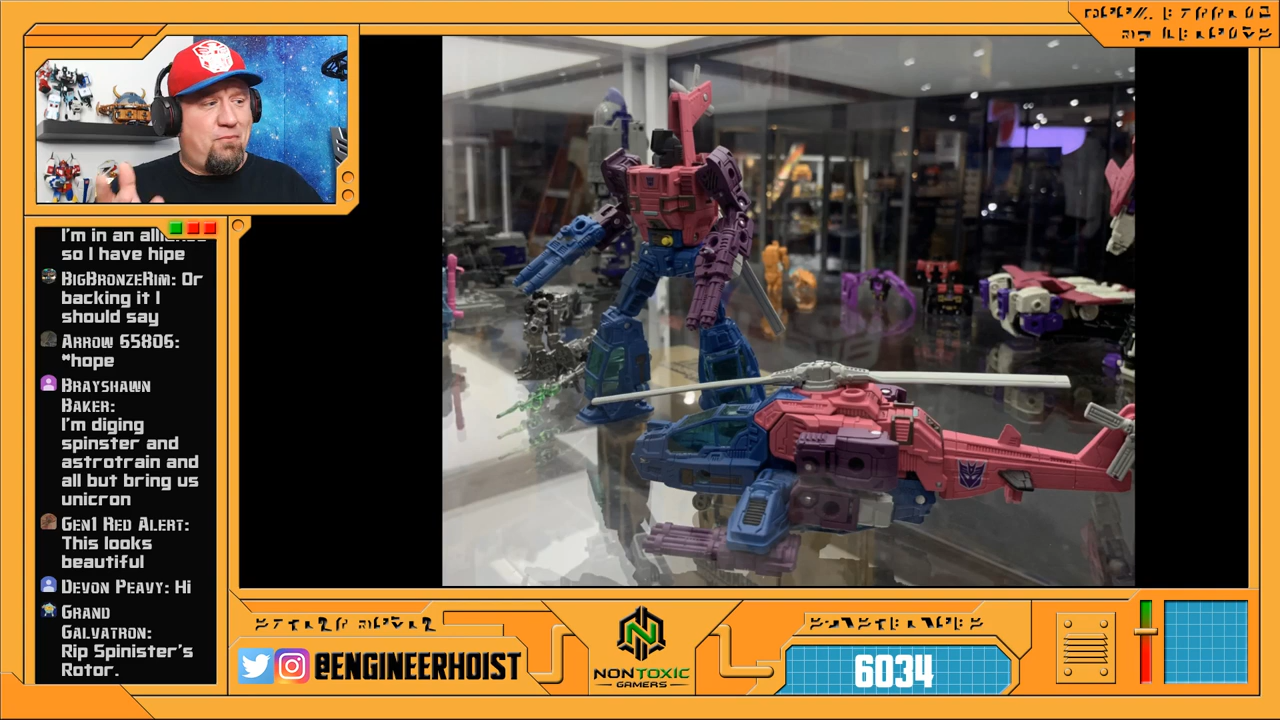 I'm in an
so I have hipe
BigBronzeRim: Or
backing it I
should say
Arrow 65806:
*hope
Brayshawn
Baker:
I'm diging
spinster and
astrotrain and
all but bring us
unicron
Gen1 Red Alert:
This looks
beautiful
Devon Peavy: Hi
Grand
Galvatron:
Rip Spinister's
Rotor.
@ENGINEERHOIST
NONTOXIC
GAMERS
6034